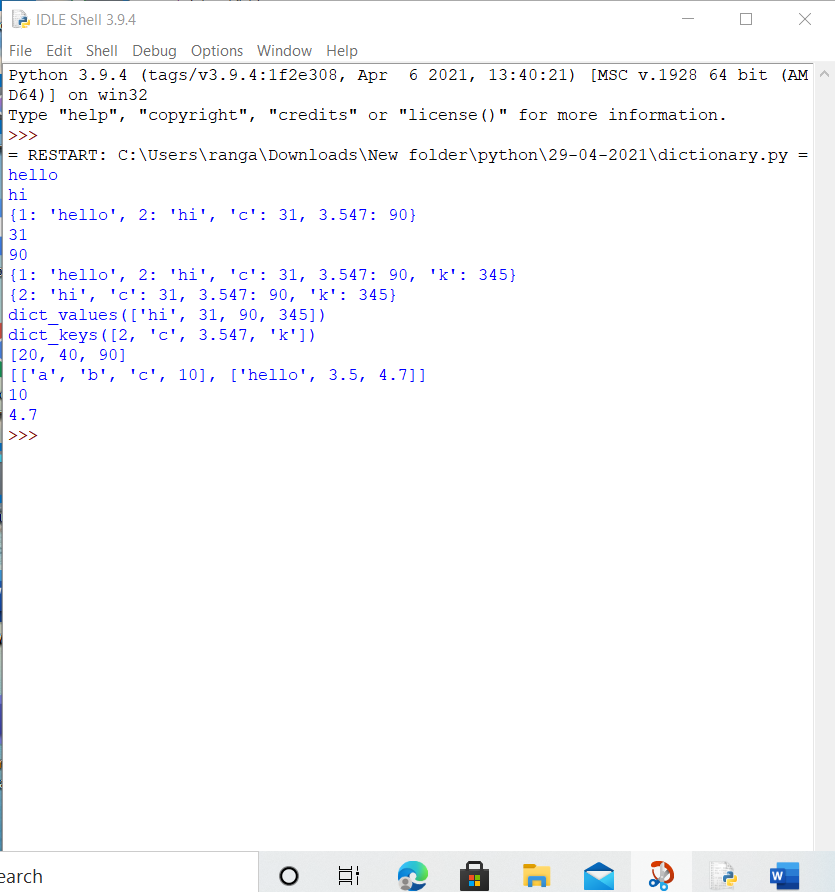 IDLE Shell 3.9.4
File Edit Shell Debug Options Window Help
Python 3.9.4 (tags/v3.9.4:1f2e308, Apr  6 2021, 13:40:21) [MSC v.1928 64 bit (AM
D64)] on win32
Type "help", "copyright", "credits" or "license()" for more information.
>>>
= RESTART: C:\Users\ranga\Downloads\New folder\python\29-04-2021\dictionary.py =
hello
hi
{1: 'hello', 2: 'hi', 'c': 31, 3.547: 90}
31
90
{1: 'hello', 2: 'hi', 'c': 31, 3.547: 90, 'k': 345}
{2: 'hi', 'c': 31, 3.547: 90, 'k': 345}
dict_values(['hi', 31, 90, 345])
dict_keys([2, 'c', 3.547, 'k'])
[20, 40, 90]
[['a', 'b', 'c', 10], ['hello', 3.5, 4.7]]
10
4.7
>>>
earch
W